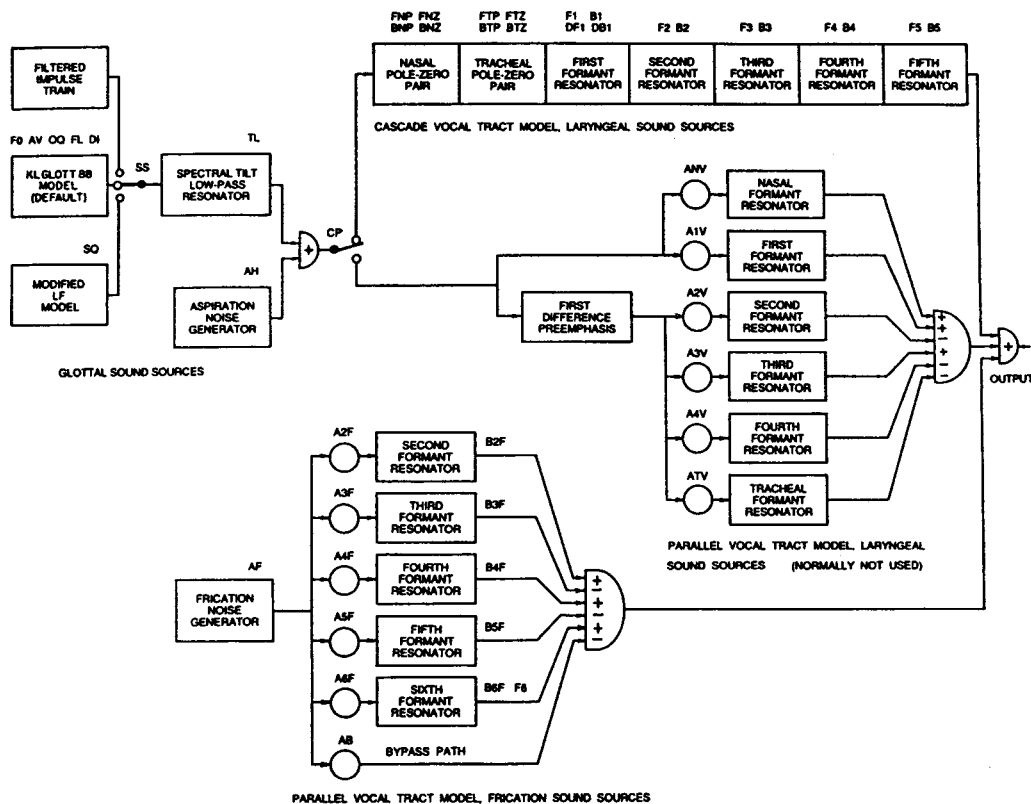 FNP FNZ
BNP BNZ
FTP FTZ
BTP BTZ
F1 B1
DF1 DB1
F2 B2
F3 B3
F4 B4
F5 B5
NASAL
POLE-ZERO
PAIR
TRACHEAL
POLE-ZERO
PAIR
FIRST
FORMANT
RESONATOR
SECOND
FORMANT
RESONATOR
THIRD
FORMANT
RESONATOR
FOURTH
FORMANT
RESONATOR
FIFTH
FORMANT
RESONATOR
CASCADE VOCAL TRACT MODEL, LARYNGEAL SOUND SOURCES
FILTERED
IMPULSE
TRAIN
F0 AV OQ FL DI
KLGLOTT 88
MODEL
(DEFAULT)
SS
TL
SPECTRAL TILT
LOW-PASS
RESONATOR
SQ
MODIFIED
LF
MODEL
AH
ASPIRATION
NOISE
GENERATOR
+
CP
GLOTTAL SOUND SOURCES
FIRST
DIFFERENCE
PREEMPHASIS
ANV
NASAL
FORMANT
RESONATOR
A1V
FIRST
FORMANT
RESONATOR
A2V
SECOND
FORMANT
RESONATOR
A3V
THIRD
FORMANT
RESONATOR
A4V
FOURTH
FORMANT
RESONATOR
ATV
TRACHEAL
FORMANT
RESONATOR
+
+
−
+
−
−
+
OUTPUT
PARALLEL VOCAL TRACT MODEL, LARYNGEAL
SOUND SOURCES (NORMALLY NOT USED)
AF
FRICATION
NOISE
GENERATOR
A2F
SECOND
FORMANT
RESONATOR
B2F
A3F
THIRD
FORMANT
RESONATOR
B3F
A4F
FOURTH
FORMANT
RESONATOR
B4F
A5F
FIFTH
FORMANT
RESONATOR
B5F
A6F
SIXTH
FORMANT
RESONATOR
B6F F6
AB
BYPASS PATH
+
−
+
−
+
−
PARALLEL VOCAL TRACT MODEL, FRICATION SOUND SOURCES